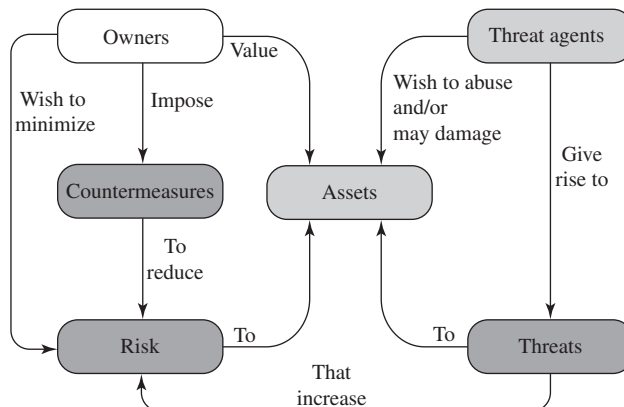 Owners
Value
Threat agents
Wish to
minimize
Impose
Wish to abuse
and/or
may damage
Give
rise to
Countermeasures
Assets
To
reduce
Risk
To
To
Threats
That
increase